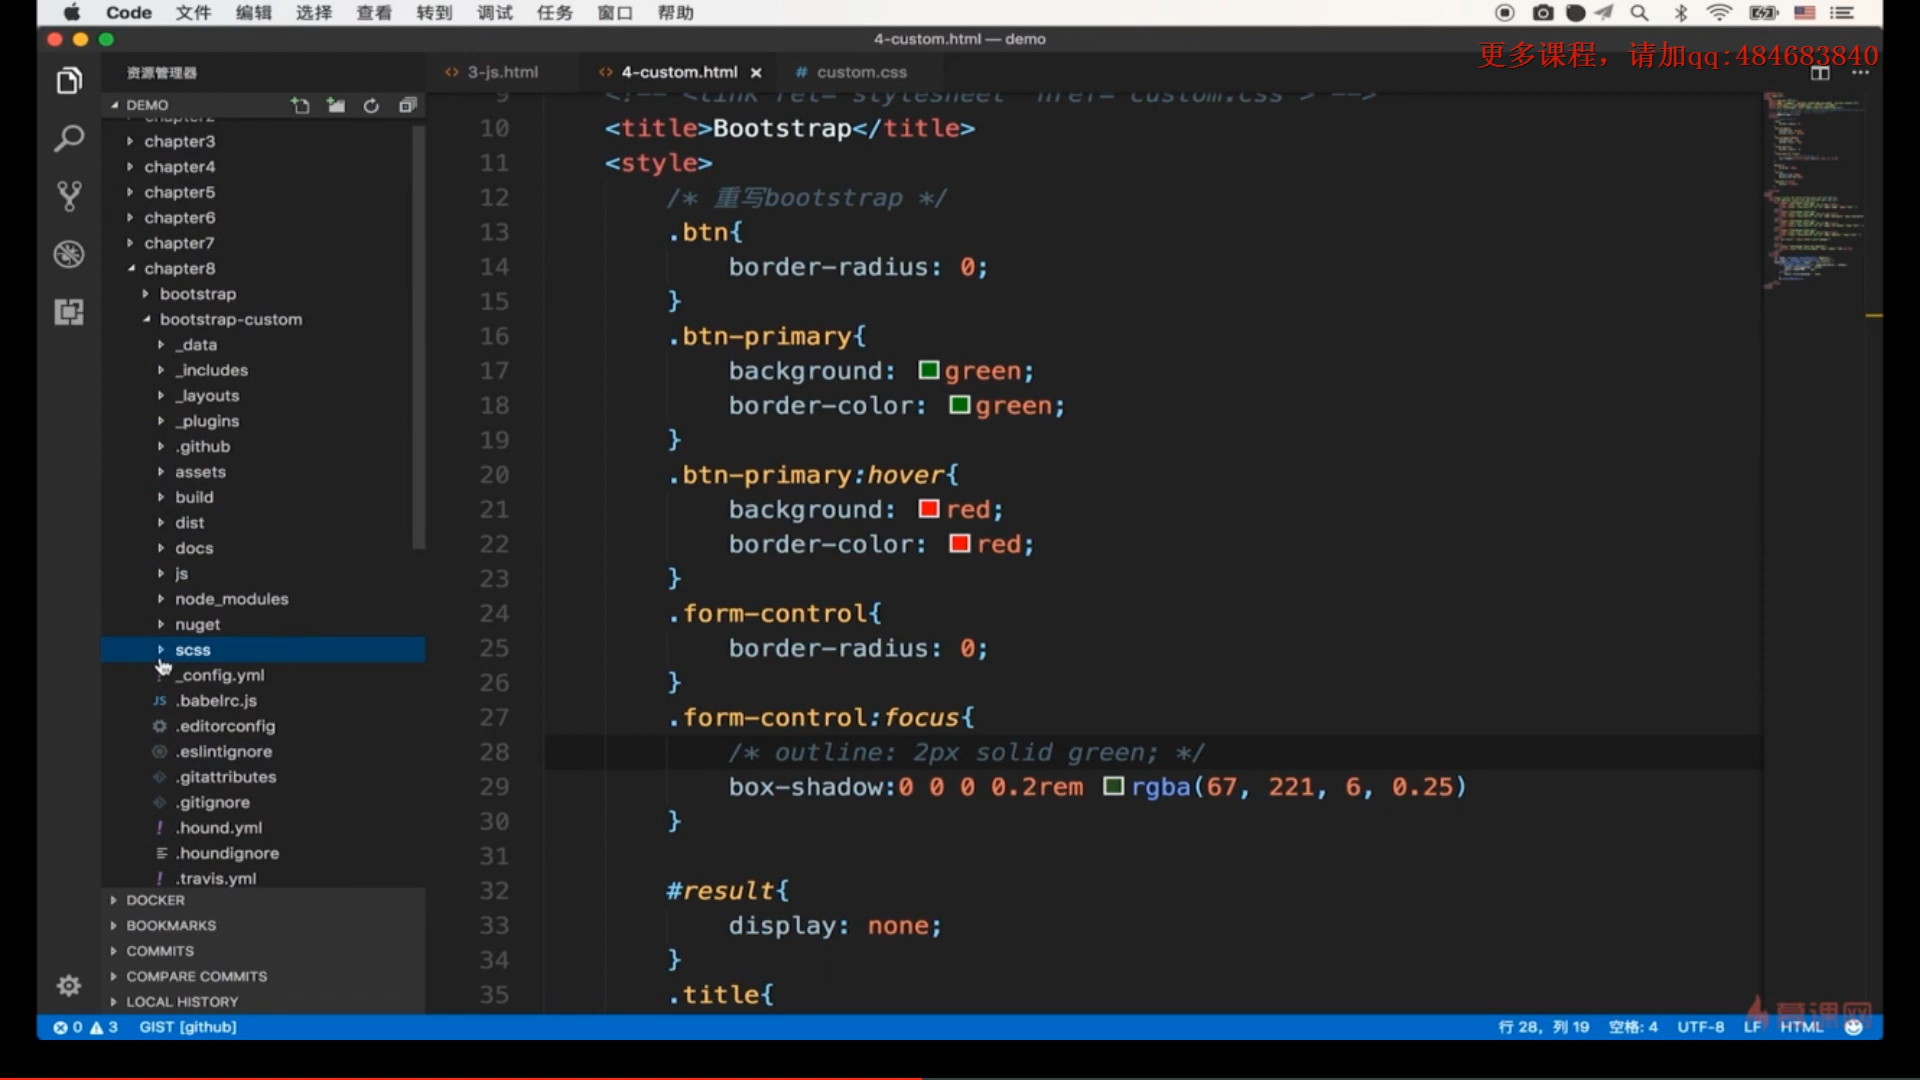 Code 文件 编辑 选择 查看 转到 调试 任务 窗口 帮助
4-custom.html — demo
更多课程，请加qq:484683840
资源管理器
3-js.html
4-custom.html
# custom.css
DEMO
chapter2
chapter3
chapter4
chapter5
chapter6
chapter7
chapter8
bootstrap
bootstrap-custom
_data
_includes
_layouts
_plugins
.github
assets
build
dist
docs
js
node_modules
nuget
scss
_config.yml
JS .babelrc.js
.editorconfig
.eslintignore
.gitattributes
.gitignore
! .hound.yml
.houndignore
! .travis.yml
DOCKER
BOOKMARKS
COMMITS
COMPARE COMMITS
LOCAL HISTORY
9 <!-- <link rel="stylesheet" href="custom.css"> -->
10 <title>Bootstrap</title>
11 <style>
12 /* 重写bootstrap */
13 .btn{
14 border-radius: 0;
15 }
16 .btn-primary{
17 background: green;
18 border-color: green;
19 }
20 .btn-primary:hover{
21 background: red;
22 border-color: red;
23 }
24 .form-control{
25 border-radius: 0;
26 }
27 .form-control:focus{
28 /* outline: 2px solid green; */
29 box-shadow:0 0 0 0.2rem rgba(67, 221, 6, 0.25)
30 }
31
32 #result{
33 display: none;
34 }
35 .title{
慕课网
0 3 GIST [github]
行 28，列 19 空格: 4 UTF-8 LF HTML